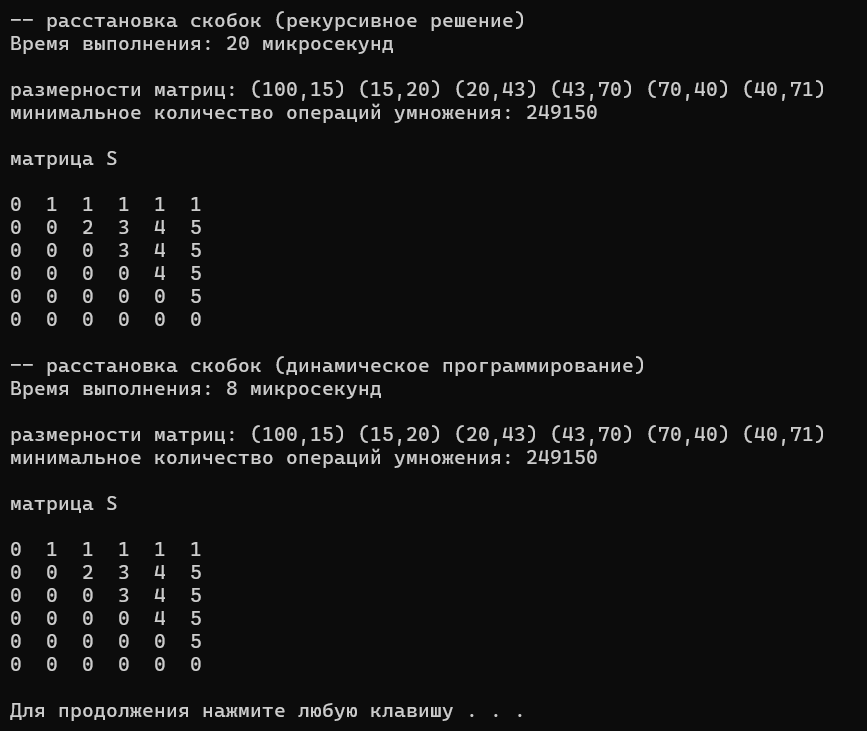 -- расстановка скобок (рекурсивное решение)
Время выполнения: 20 микросекунд
размерности матриц: (100,15) (15,20) (20,43) (43,70) (70,40) (40,71)
минимальное количество операций умножения: 249150
матрица S
0  1  1  1  1  1
0  0  2  3  4  5
0  0  0  3  4  5
0  0  0  0  4  5
0  0  0  0  0  5
0  0  0  0  0  0
-- расстановка скобок (динамическое программирование)
Время выполнения: 8 микросекунд
размерности матриц: (100,15) (15,20) (20,43) (43,70) (70,40) (40,71)
минимальное количество операций умножения: 249150
матрица S
0  1  1  1  1  1
0  0  2  3  4  5
0  0  0  3  4  5
0  0  0  0  4  5
0  0  0  0  0  5
0  0  0  0  0  0
Для продолжения нажмите любую клавишу . . .